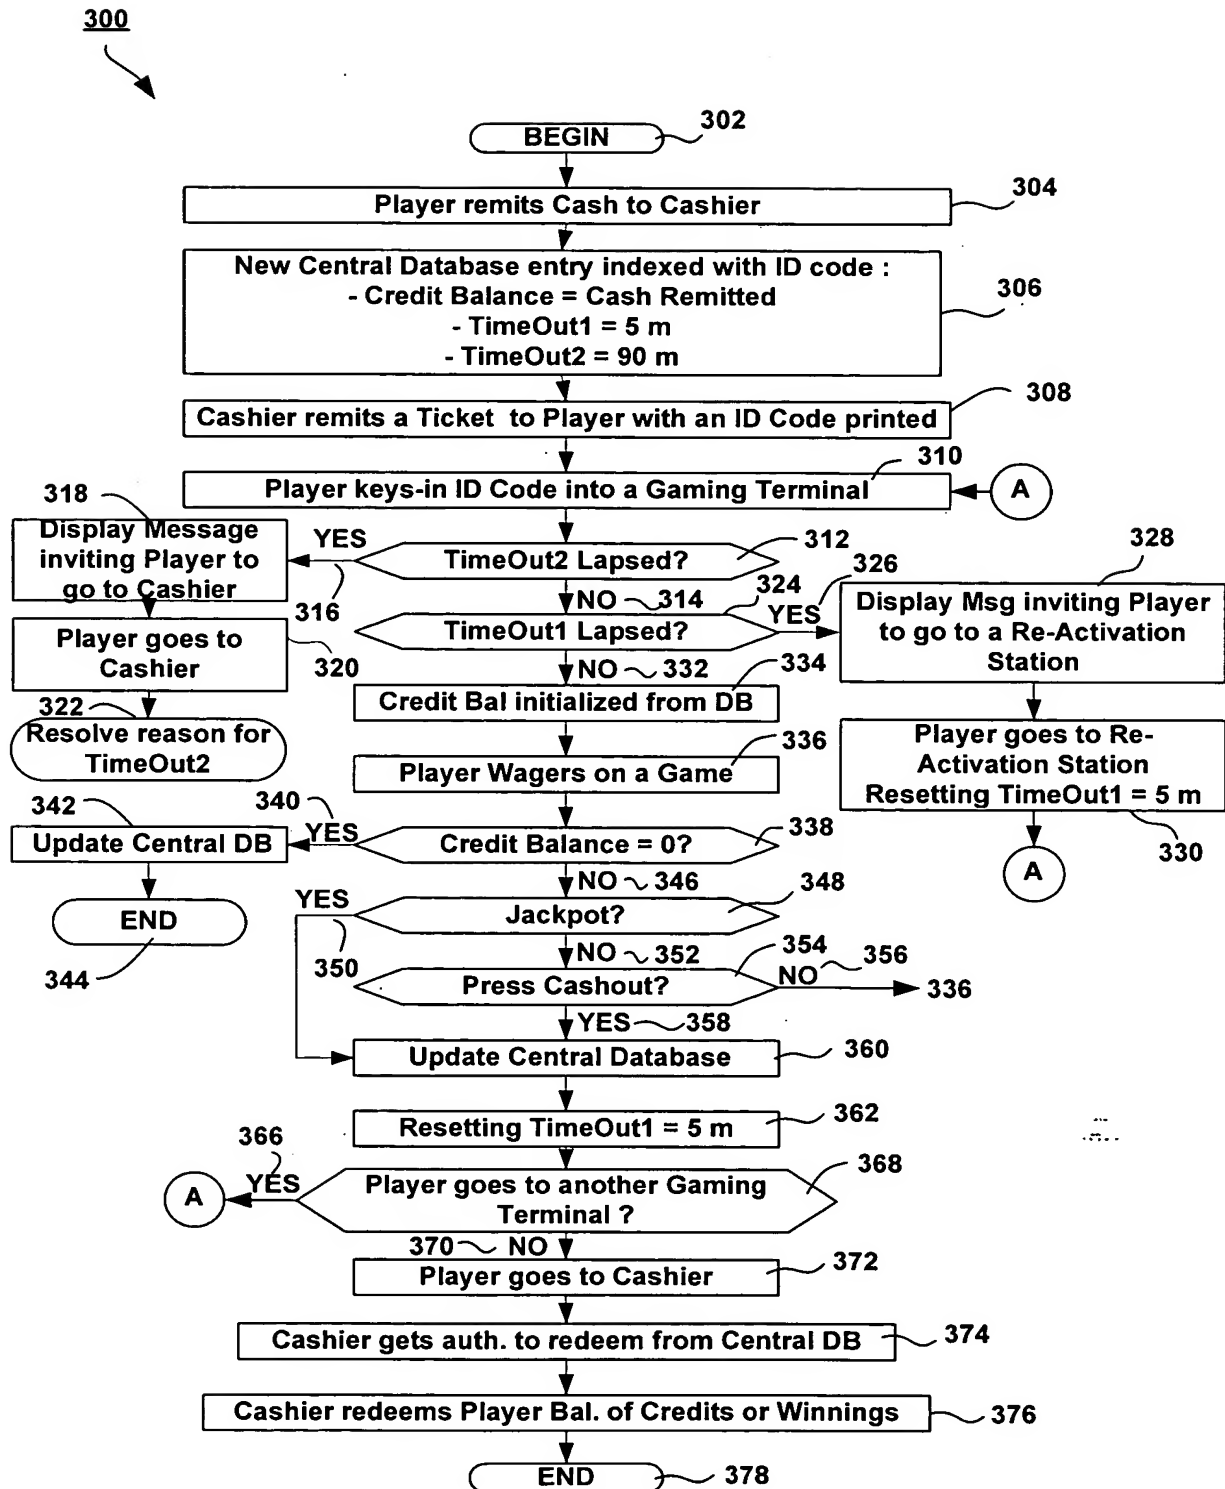 300
BEGIN
302
Player remits Cash to Cashier
304
New Central Database entry indexed with ID code :
- Credit Balance = Cash Remitted
- TimeOut1 = 5 m
- TimeOut2 = 90 m
306
Cashier remits a Ticket to Player with an ID Code printed
308
Player keys-in ID Code into a Gaming Terminal
310
A
318
Display Message
inviting Player to
go to Cashier
YES
316
TimeOut2 Lapsed?
312
NO 314
324
326
YES
328
Display Msg inviting Player
to go to a Re-Activation
Station
Player goes to
Cashier
320
TimeOut1 Lapsed?
NO 332
334
Credit Bal initialized from DB
322
Resolve reason for
TimeOut2
336
Player Wagers on a Game
Player goes to Re-
Activation Station
Resetting TimeOut1 = 5 m
330
A
342
340
Update Central DB
YES
Credit Balance = 0?
338
NO 346
348
END
344
YES
350
Jackpot?
NO 352
354
356
Press Cashout?
NO
336
YES 358
Update Central Database
360
Resetting TimeOut1 = 5 m
362
366
A
YES
Player goes to another Gaming
Terminal ?
368
370 NO
Player goes to Cashier
372
Cashier gets auth. to redeem from Central DB
374
Cashier redeems Player Bal. of Credits or Winnings
376
END
378